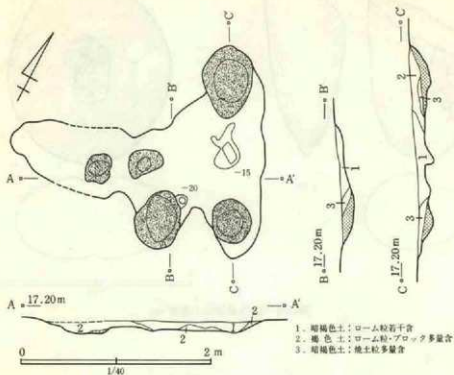 C'
C'
B'
B'
2
3
1
1
-15
3
A
A'
-20
3
B
C
17.20m
B
17.20m
C
A 17.20m
A'
2
2
2
0 2 m
1/40
1. 暗褐色土;ローム粒若干含
2. 褐色土;ローム粒・ブロック多量含
3. 暗褐色土;焼土粒多量含